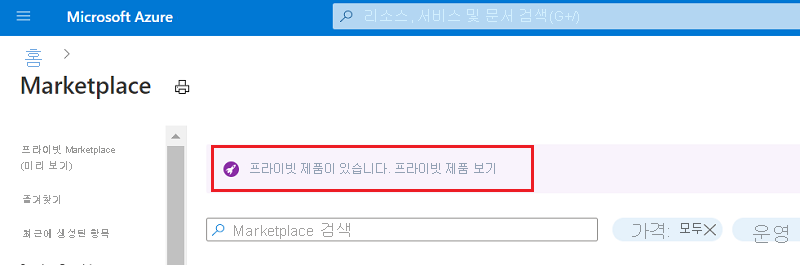 Microsoft Azure
리소스, 서비스 및 문서 검색(G+/)
홈
Marketplace
프라이빗 Marketplace
(미리 보기)
즐겨찾기
최근에 생성된 항목
프라이빗 제품이 있습니다. 프라이빗 제품 보기
Marketplace 검색
가격: 모두
운영